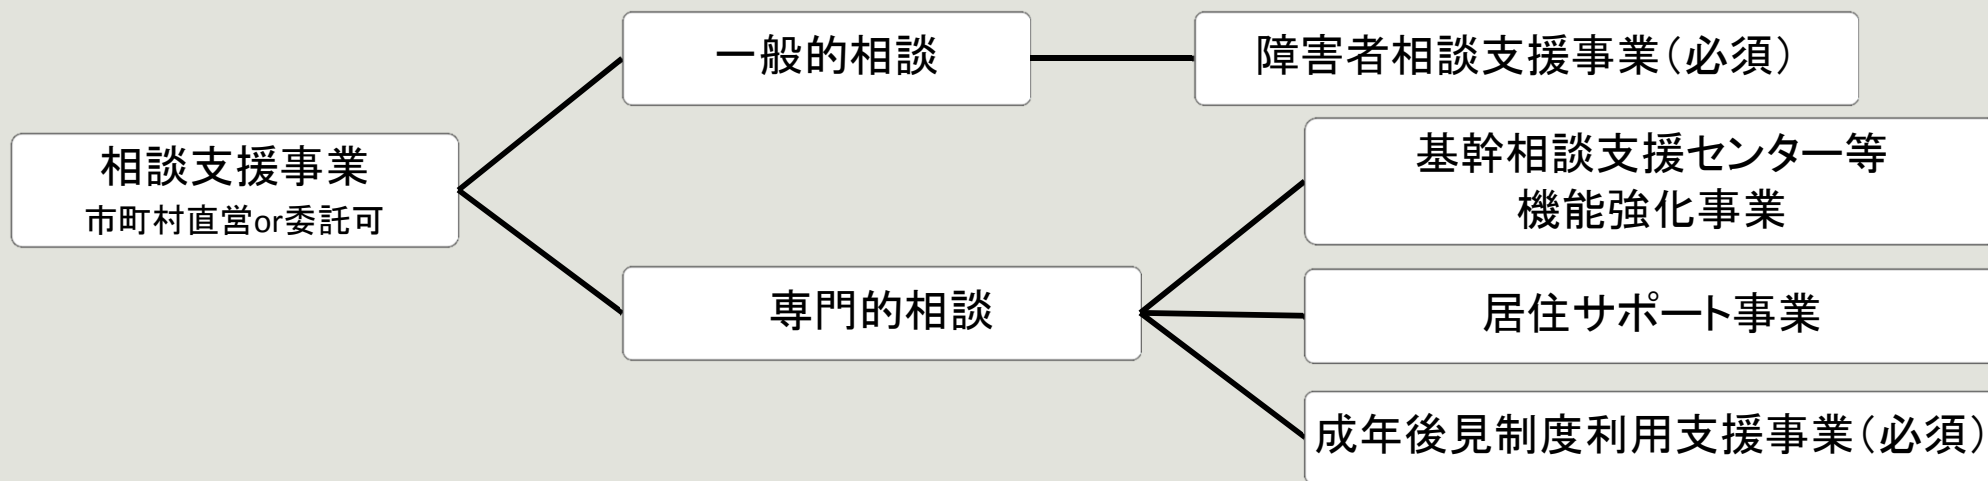 相談支援事業
市町村直営or委託可
一般的相談
障害者相談支援事業（必須）
専門的相談
基幹相談支援センター等
機能強化事業
居住サポート事業
成年後見制度利用支援事業（必須）